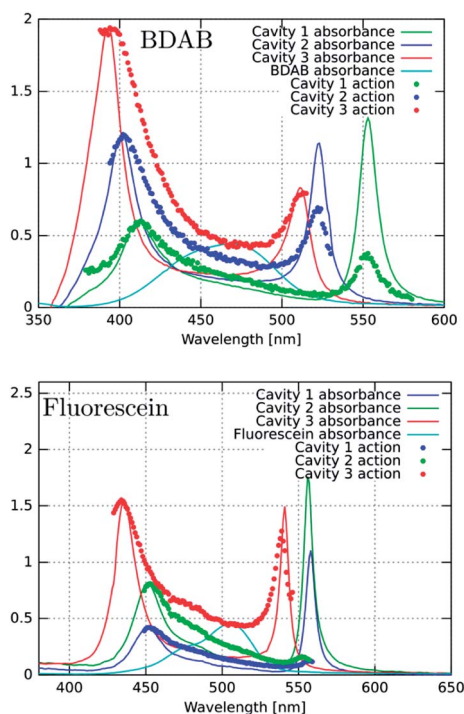 BDAB
Cavity 1 absorbance
Cavity 2 absorbance
Cavity 3 absorbance
BDAB absorbance
Cavity 1 action
Cavity 2 action
Cavity 3 action
2
1.5
1
0.5
0
350 400 450 500 550 600
Wavelength [nm]
Fluorescein
Cavity 1 absorbance
Cavity 2 absorbance
Cavity 3 absorbance
Fluorescein absorbance
Cavity 1 action
Cavity 2 action
Cavity 3 action
2.5
2
1.5
1
0.5
0
400 450 500 550 600 650
Wavelength [nm]